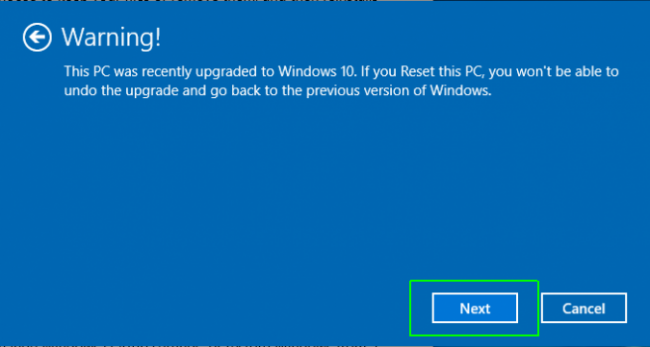 Warning!
This PC was recently upgraded to Windows 10. If you Reset this PC, you won't be able to
undo the upgrade and go back to the previous version of Windows.
Next
Cancel